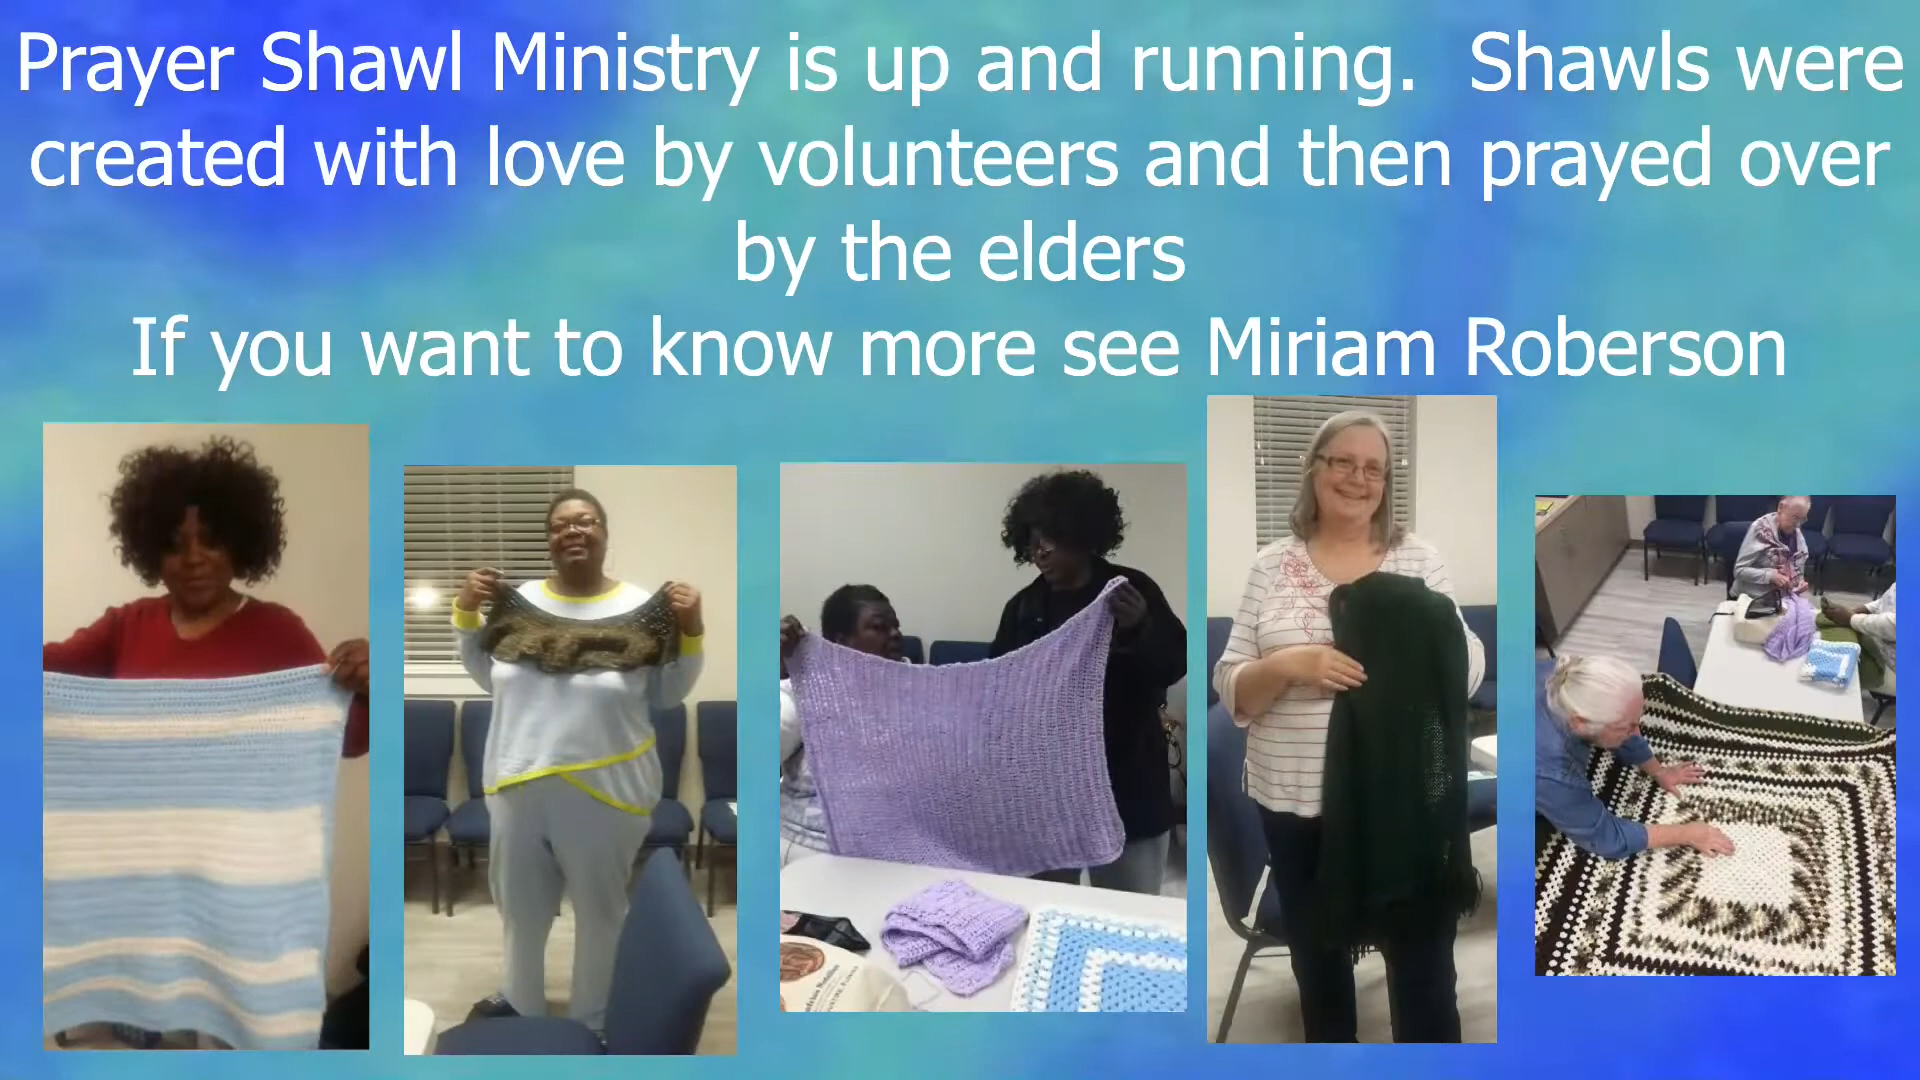 Prayer Shawl Ministry is up and running.  Shawls were
created with love by volunteers and then prayed over
by the elders
If you want to know more see Miriam Roberson